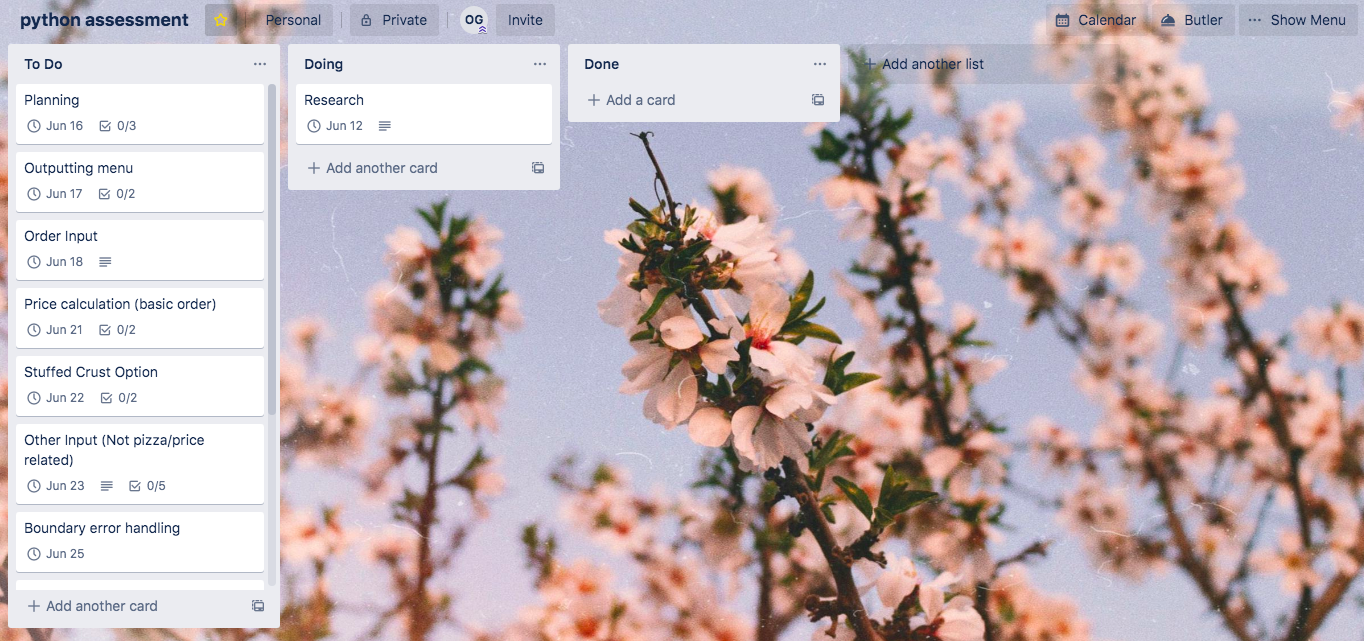 python assessment
Personal
Private
OG
Invite
Calendar
Butler
Show Menu
To Do
Planning
Jun 16
0/3
Outputting menu
Jun 17
0/2
Order Input
Jun 18
Price calculation (basic order)
Jun 21
0/2
Stuffed Crust Option
Jun 22
0/2
Other Input (Not pizza/price
related)
Jun 23
0/5
Boundary error handling
Jun 25
Add another card
Doing
Research
Jun 12
Add another card
Done
Add a card
Add another list